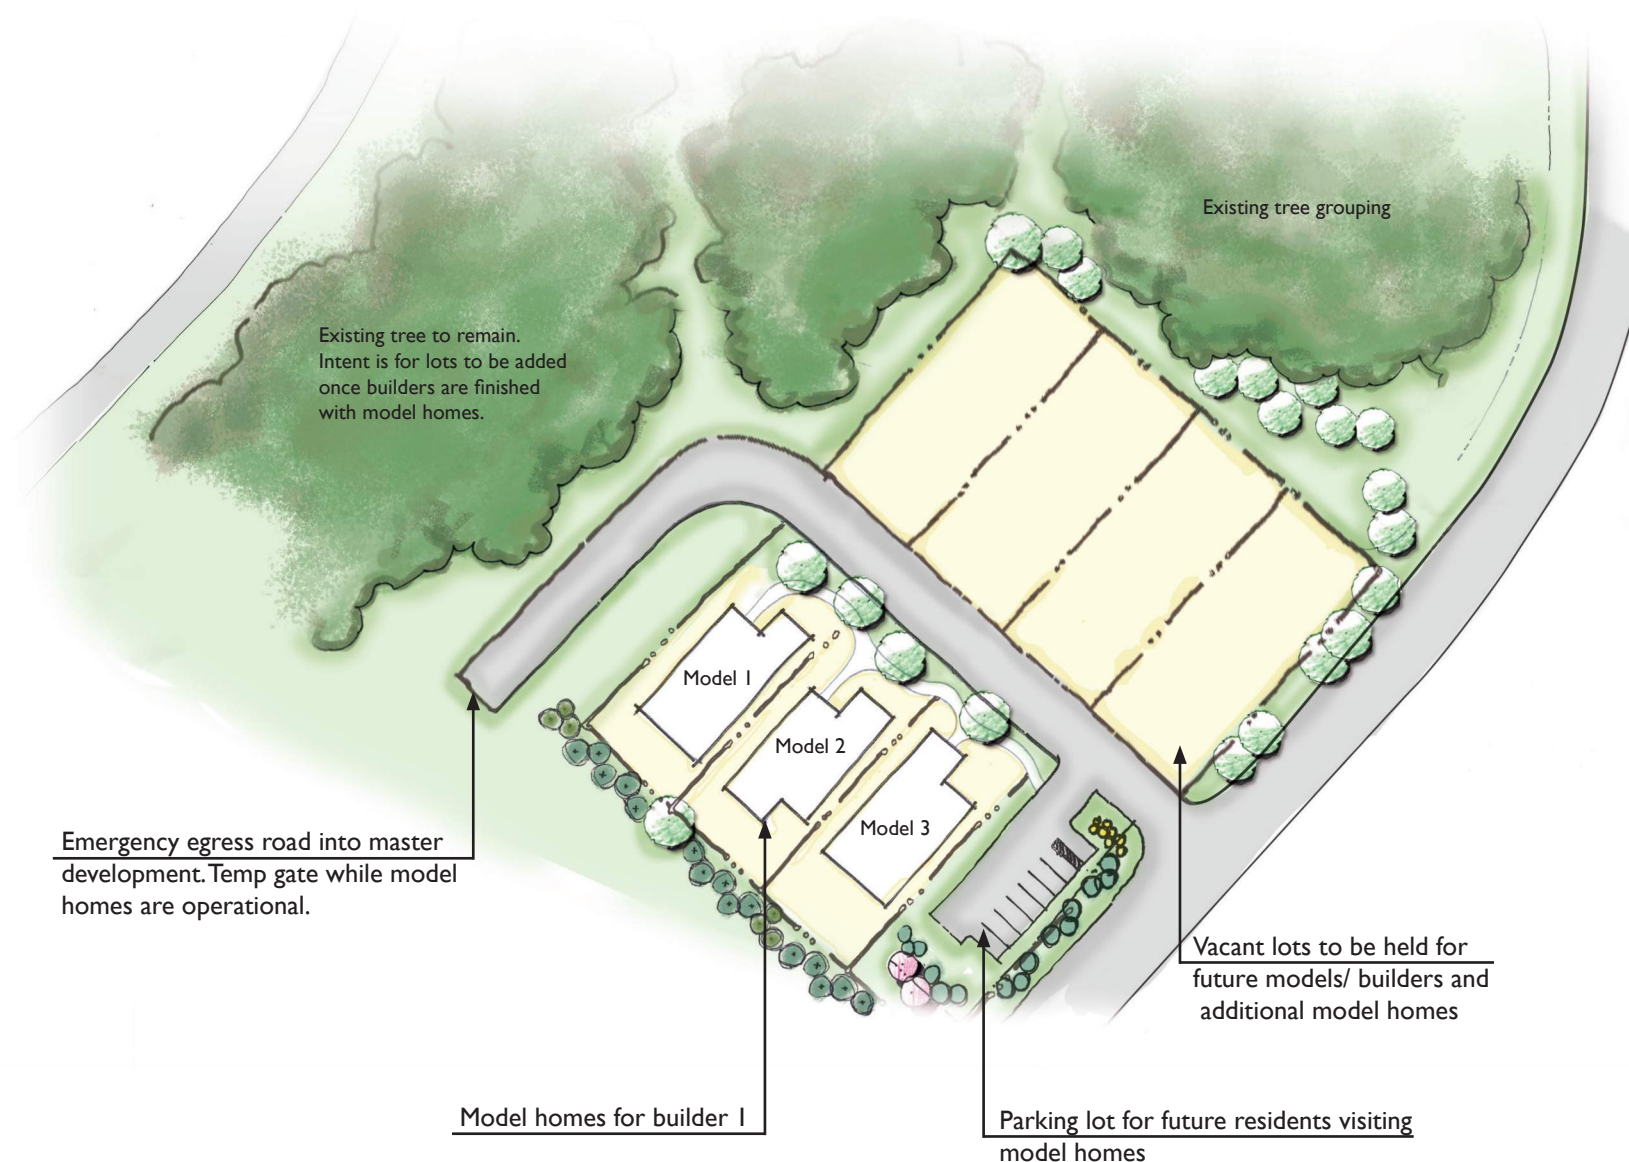 Existing tree grouping
Existing tree to remain.
Intent is for lots to be added
once builders are finished
with model homes.
Model 1
Model 2
Model 3
Emergency egress road into master
development. Temp gate while model
homes are operational.
Vacant lots to be held for
future models/ builders and
additional model homes
Model homes for builder 1
Parking lot for future residents visiting
model homes